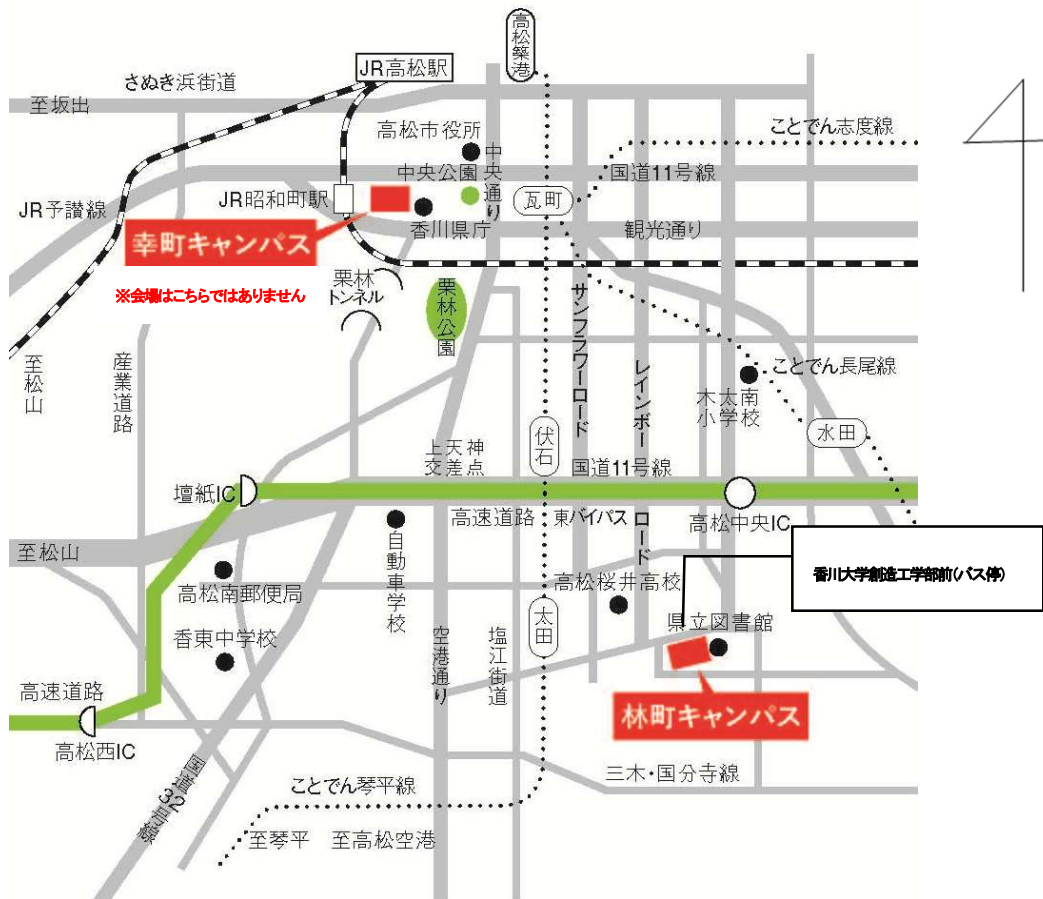 高松築港
JR高松駅
さぬき浜街道
至坂出
高松市役所
ことでん志度線
中央公園
中央通り
国道11号線
JR昭和町駅
瓦町
JR予讃線
香川県庁
観光通り
幸町キャンパス
※会場はこちらではありません
栗林
トンネル
栗林公園
サンフラワーロード
至松山
産業道路
レインボーロード
ことでん長尾線
木太南
小学校
水田
伏石
上天神
交差点
国道11号線
壇紙IC
高速道路
東バイパス
高松中央IC
至松山
自動車学校
香川大学創造工学部前(バス停)
高松南郵便局
高松桜井高校
太田
県立図書館
香東中学校
空港通り
塩江街道
高速道路
林町キャンパス
高松西IC
国道32号線
三木・国分寺線
ことでん琴平線
至琴平
至高松空港